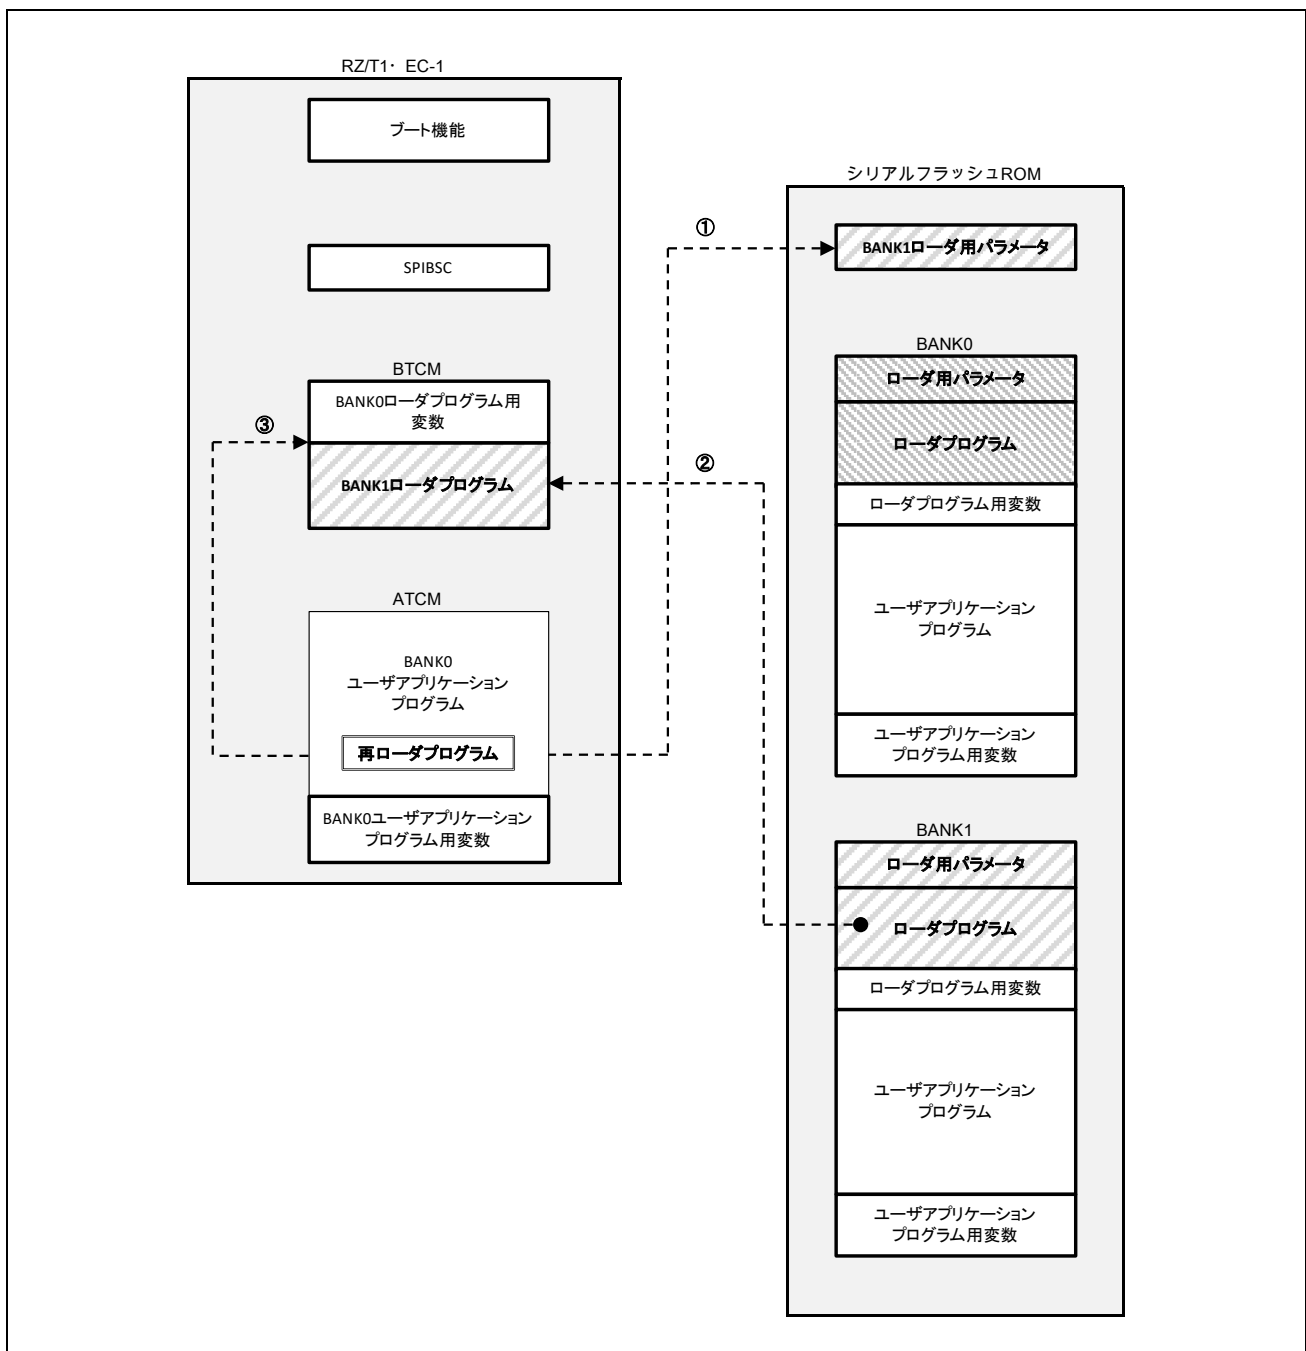 RZ/T1・ EC-1
ブート機能
SPIBSC
BTCM
BANK0ローダプログラム用
変数
BANK1ローダプログラム
③
ATCM
BANK0
ユーザアプリケーション
プログラム
再ローダプログラム
BANK0ユーザアプリケーション
プログラム用変数
①
②
シリアルフラッシュROM
BANK1ローダ用パラメータ
BANK0
ローダ用パラメータ
ローダプログラム
ローダプログラム用変数
ユーザアプリケーション
プログラム
ユーザアプリケーション
プログラム用変数
BANK1
ローダ用パラメータ
ローダプログラム
ローダプログラム用変数
ユーザアプリケーション
プログラム
ユーザアプリケーション
プログラム用変数